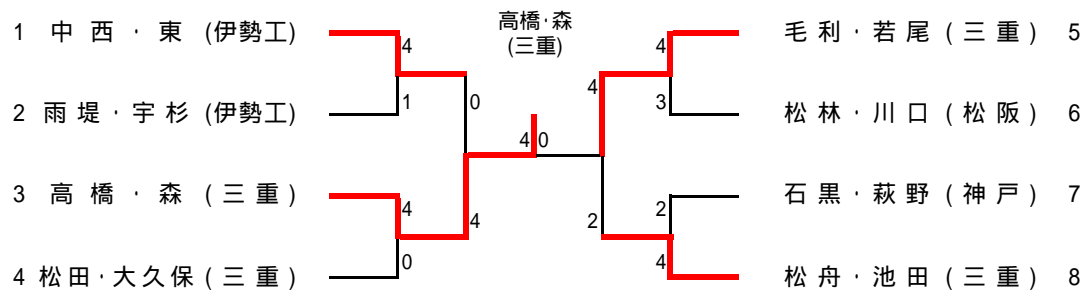 高橋・森
(三重)
1 中西・東 (伊勢工)
4
1
2 雨堤・宇杉 (伊勢工)
0
3 高橋・森 (三重)
4
0
4 松田・大久保 (三重)
4
4 0
毛利・若尾 (三重) 5
4
3
松林・川口 (松阪) 6
4
石黒・萩野 (神戸) 7
2
4
松舟・池田 (三重) 8
2